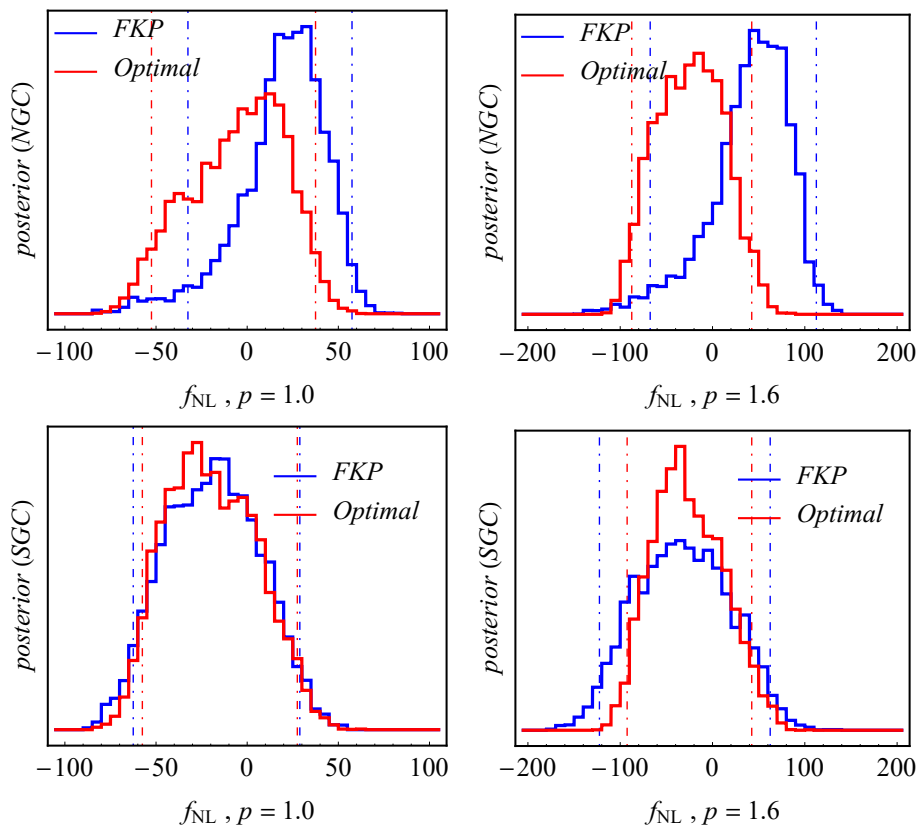 FKP
Optimal
posterior (NGC)
−100 −50 0 50 100
f_NL , p = 1.0
FKP
Optimal
posterior (NGC)
−200 −100 0 100 200
f_NL , p = 1.6
FKP
Optimal
posterior (SGC)
−100 −50 0 50 100
f_NL , p = 1.0
FKP
Optimal
posterior (SGC)
−200 −100 0 100 200
f_NL , p = 1.6